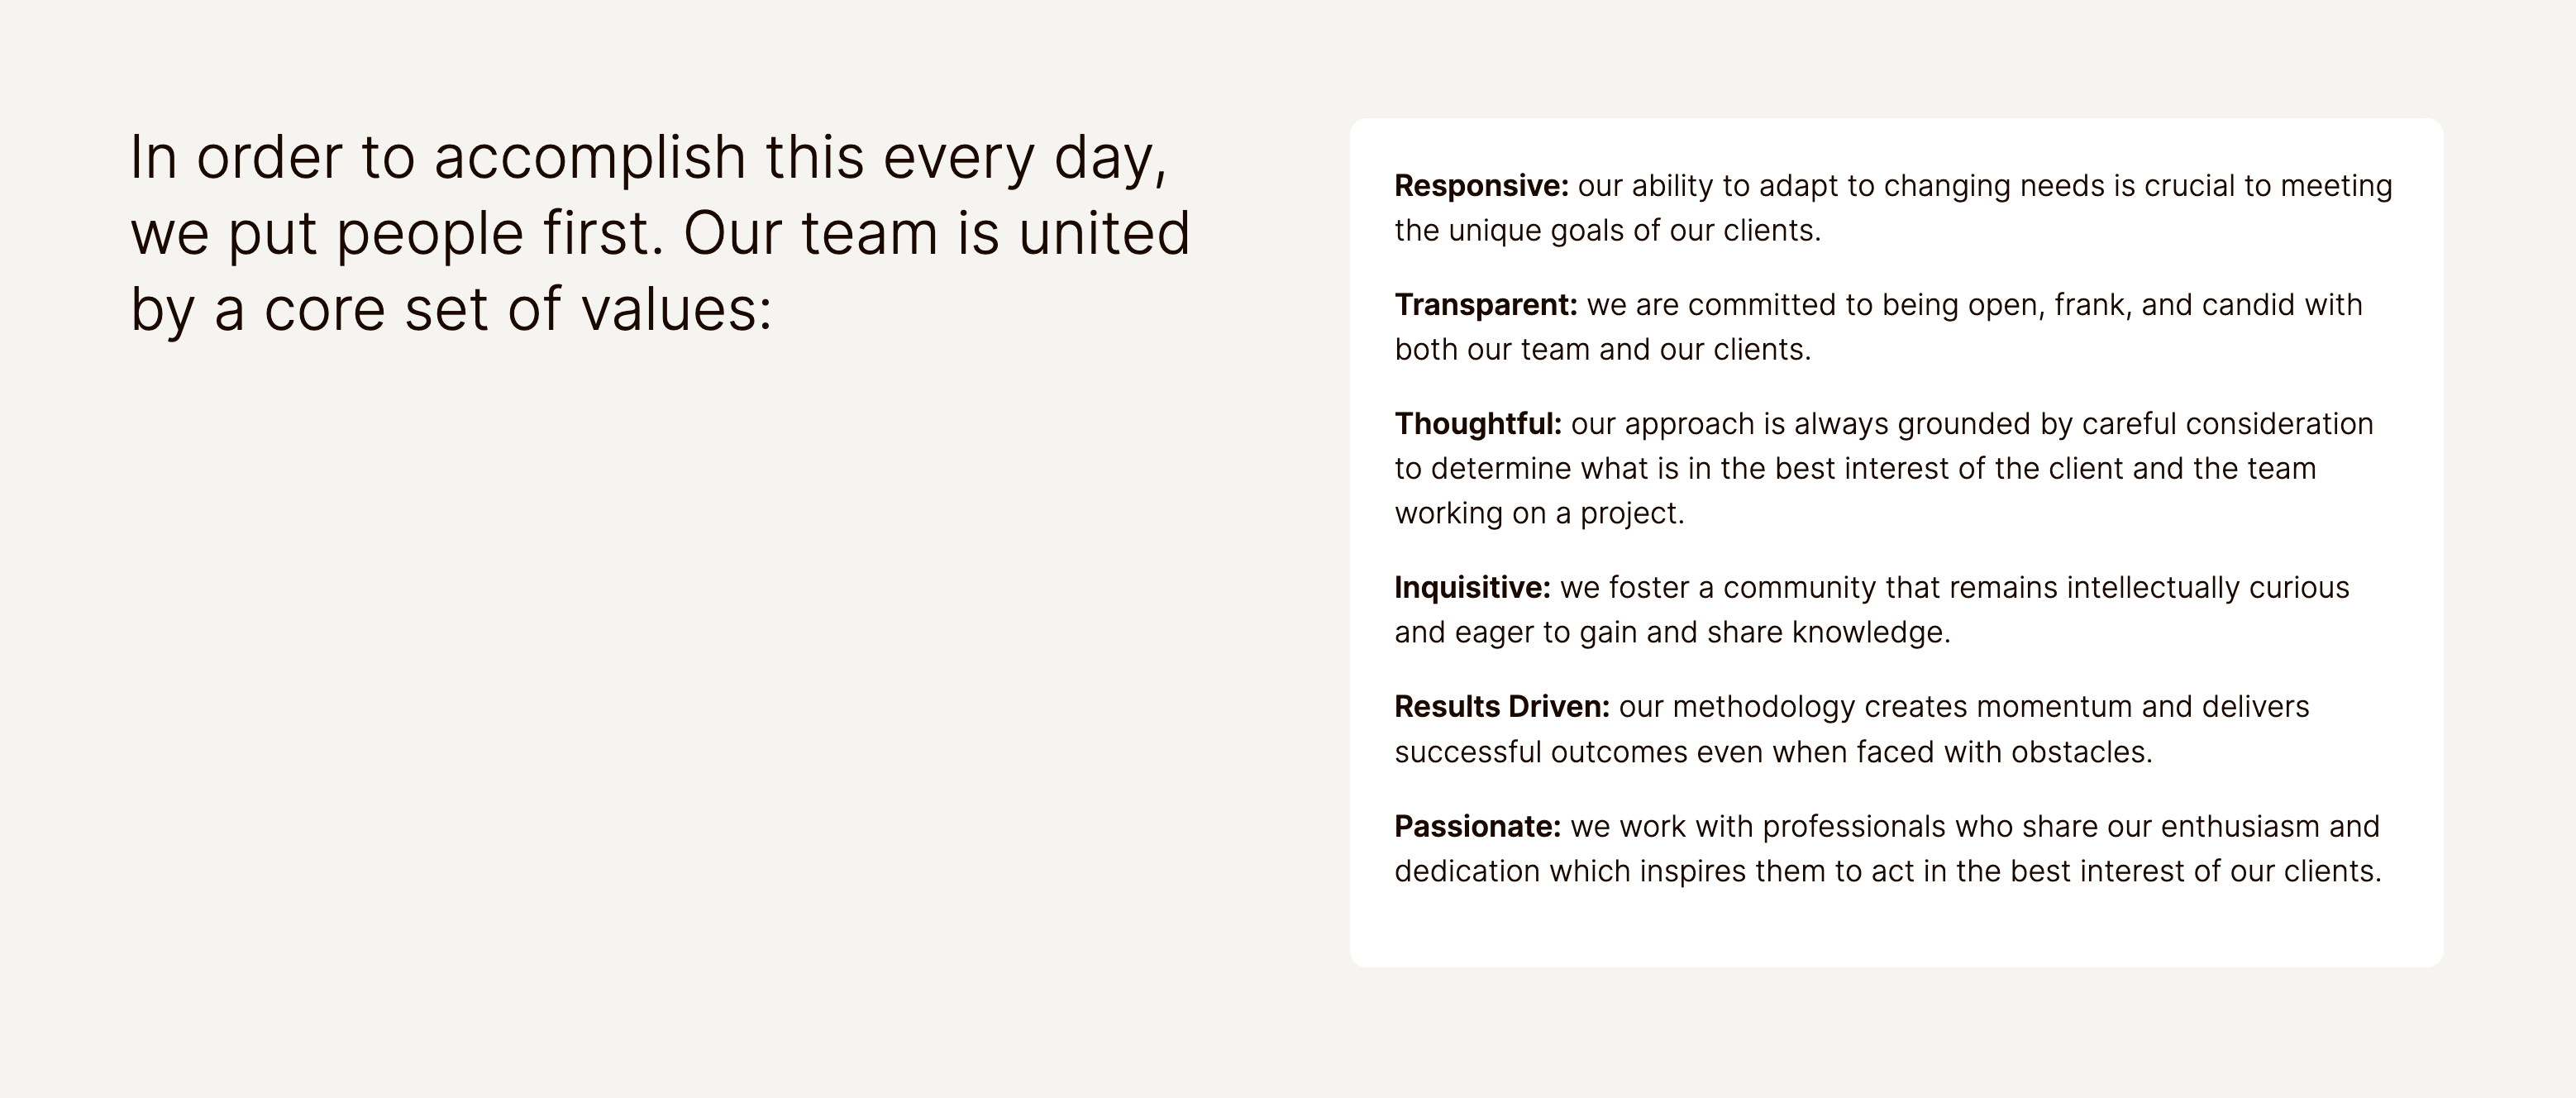 In order to accomplish this every day,
we put people first. Our team is united
by a core set of values:
Responsive: our ability to adapt to changing needs is crucial to meeting
the unique goals of our clients.
Transparent: we are committed to being open, frank, and candid with
both our team and our clients.
Thoughtful: our approach is always grounded by careful consideration
to determine what is in the best interest of the client and the team
working on a project.
Inquisitive: we foster a community that remains intellectually curious
and eager to gain and share knowledge.
Results Driven: our methodology creates momentum and delivers
successful outcomes even when faced with obstacles.
Passionate: we work with professionals who share our enthusiasm and
dedication which inspires them to act in the best interest of our clients.